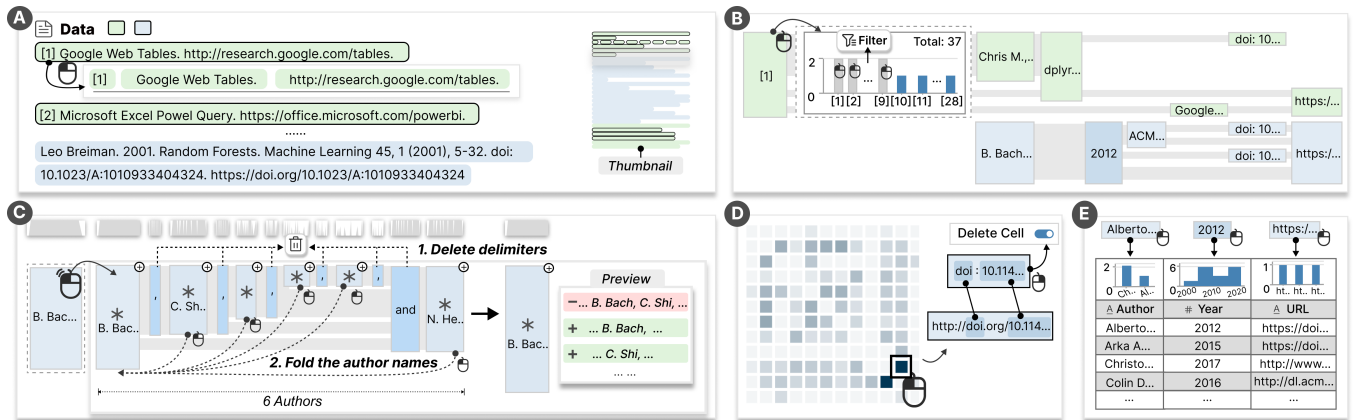 A
Data
[1] Google Web Tables. http://research.google.com/tables.
[1] Google Web Tables. http://research.google.com/tables.
[2] Microsoft Excel Powel Query. https://office.microsoft.com/powerbi.
......
Leo Breiman. 2001. Random Forests. Machine Learning 45, 1 (2001), 5-32. doi:
10.1023/A:1010933404324. https://doi.org/10.1023/A:1010933404324
Thumbnail
B
[1]
Filter
Total: 37
2
0
...
...
[1] [2] [9] [10] [11] [28]
Chris M.,..
dplyr...
doi: 10...
Google...
https:/...
B. Bach...
2012
ACM...
doi: 10...
doi: 10...
https:/...
C
1. Delete delimiters
B. Bac...
B. Bac...
,
C. Sh..
,
,
,
,
and
N. He..
2. Fold the author names
6 Authors
B. Bac..
Preview
−... B. Bach, C. Shi, ...
+ ... B. Bach, ...
+ ... C. Shi, ...
... ...
D
Delete Cell
doi : 10.114...
http://doi.org/10.114...
E
Alberto...
2012
https:/...
2
0
Ch.. Al..
6
0
2000 2010 2020
1
0
ht.. ht.. ht..
A Author # Year A URL
Alberto... 2012 https://doi...
Arka A... 2015 https://doi...
Christo... 2017 http://www...
Colin D... 2016 http://dl.acm...
... ... ...